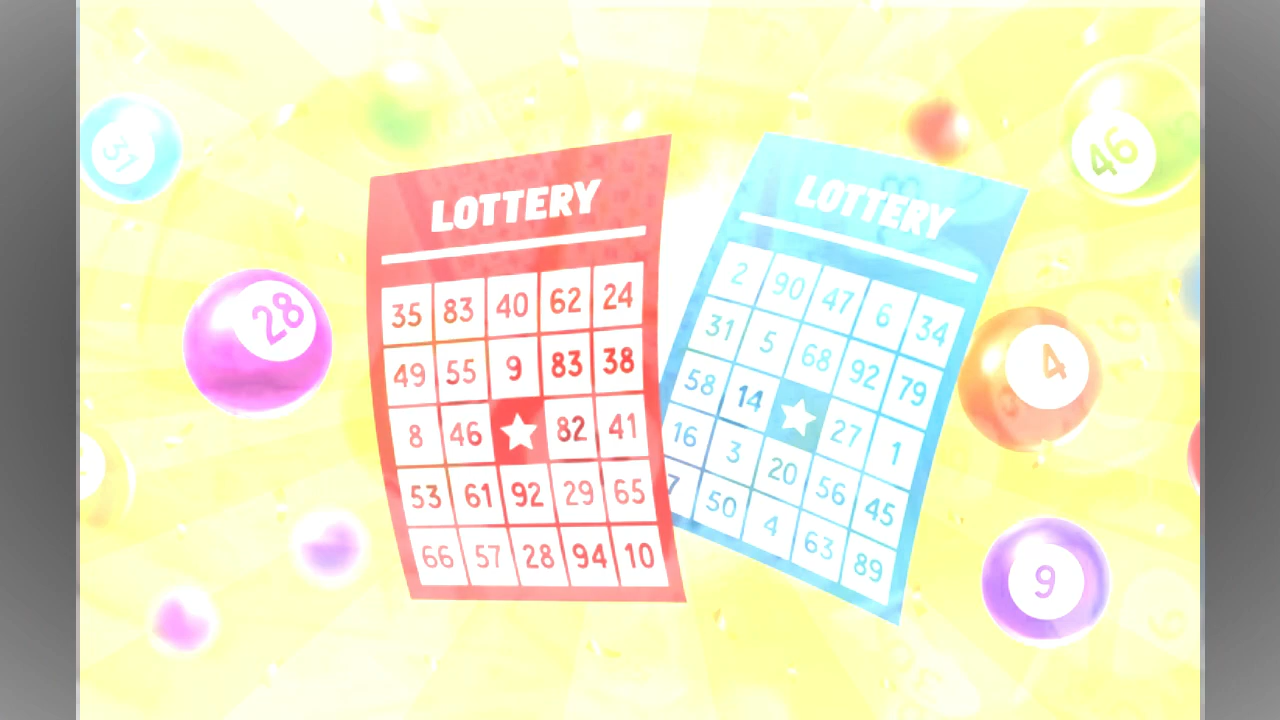 LOTTERY
35 83 40 62 24
49 55 9 83 38
8 46 82 41
53 61 92 29 65
66 57 28 94 10
LOTTERY
2 90 47 6 34
31 5 68 92 79
58 14 27 1
16 3 20 56 45
7 50 4 63 89
31
28
46
4
9